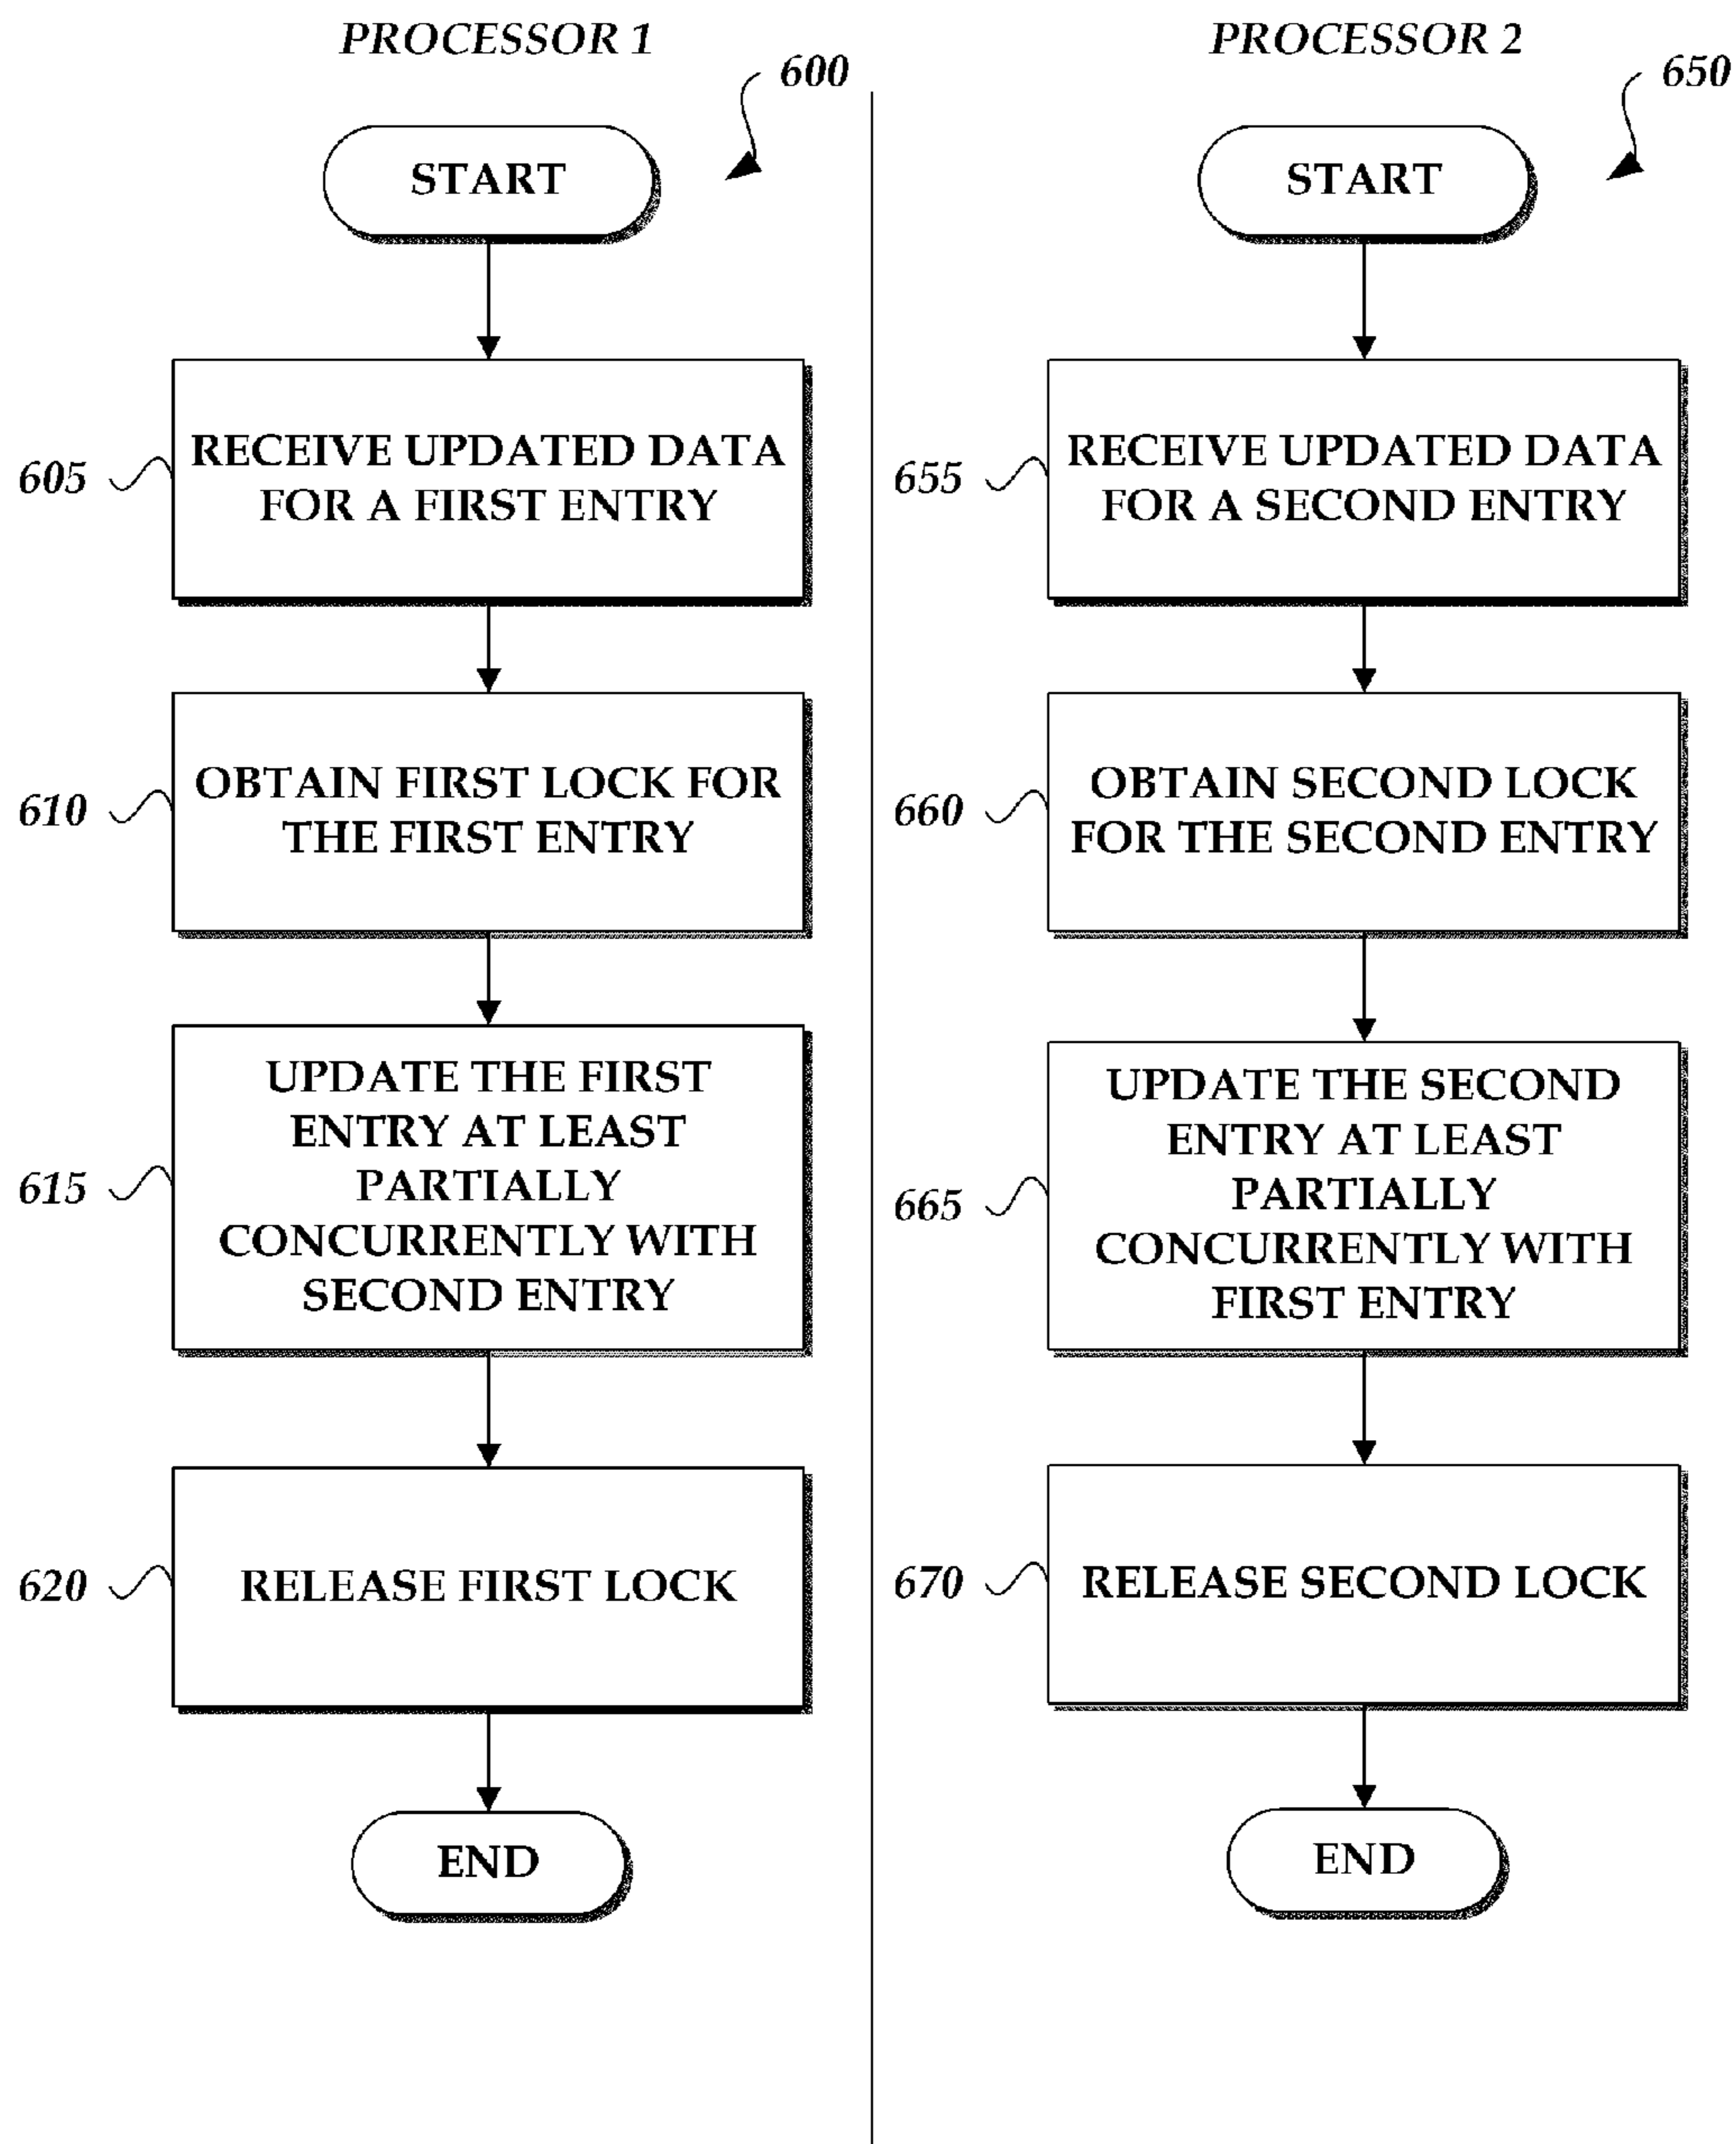 PROCESSOR 1
600
START
605
RECEIVE UPDATED DATA
FOR A FIRST ENTRY
610
OBTAIN FIRST LOCK FOR
THE FIRST ENTRY
615
UPDATE THE FIRST
ENTRY AT LEAST
PARTIALLY
CONCURRENTLY WITH
SECOND ENTRY
620
RELEASE FIRST LOCK
END
PROCESSOR 2
650
START
655
RECEIVE UPDATED DATA
FOR A SECOND ENTRY
660
OBTAIN SECOND LOCK
FOR THE SECOND ENTRY
665
UPDATE THE SECOND
ENTRY AT LEAST
PARTIALLY
CONCURRENTLY WITH
FIRST ENTRY
670
RELEASE SECOND LOCK
END